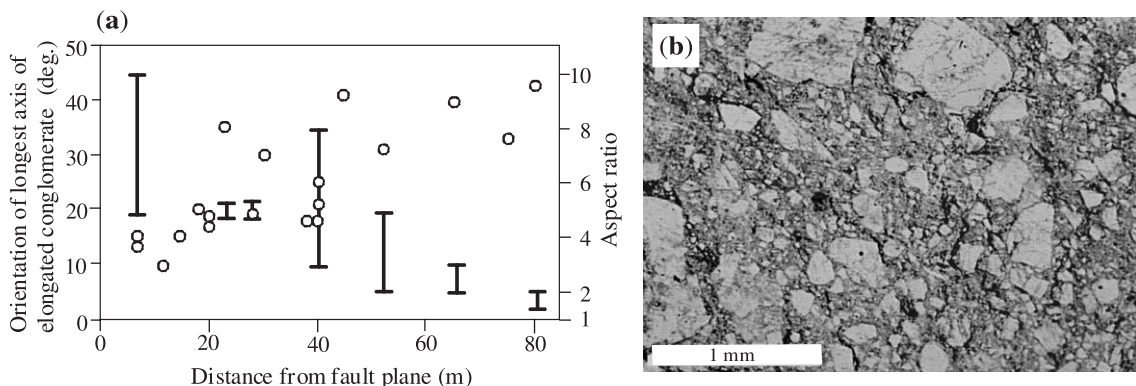 (a)
Orientation of longest axis of
elongated conglomerate (deg.)
50
40
30
20
10
0
0
20
40
60
80
Distance from fault plane (m)
10
8
6
4
2
1
Aspect ratio
(b)
1 mm